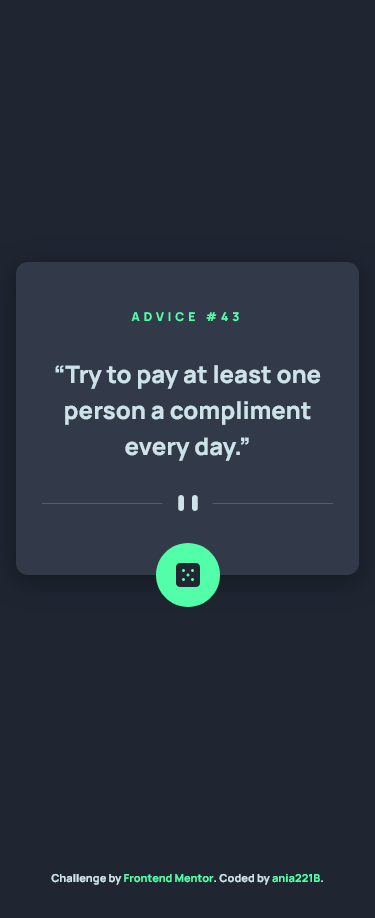 ADVICE #43
“Try to pay at least one
person a compliment
every day.”
Challenge by Frontend Mentor. Coded by ania221B.